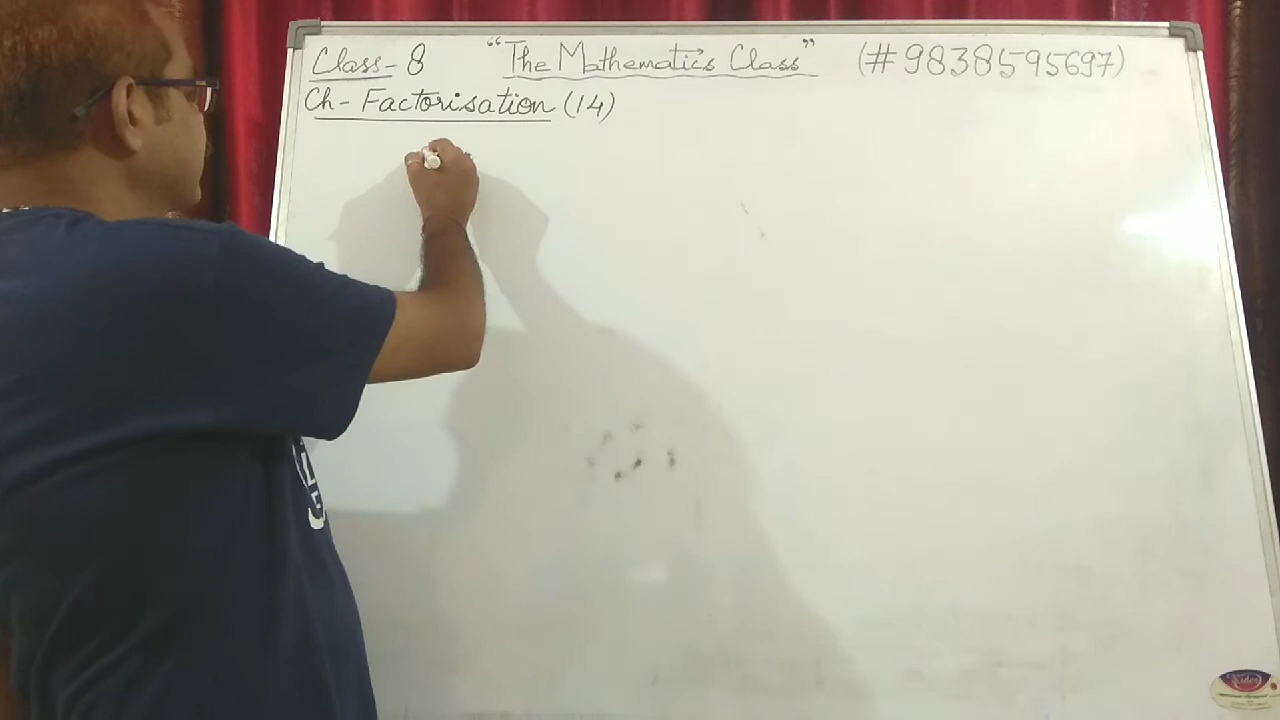 Class-8 "The Mathematics Class" (#9838595697)
Ch-Factorisation (14)